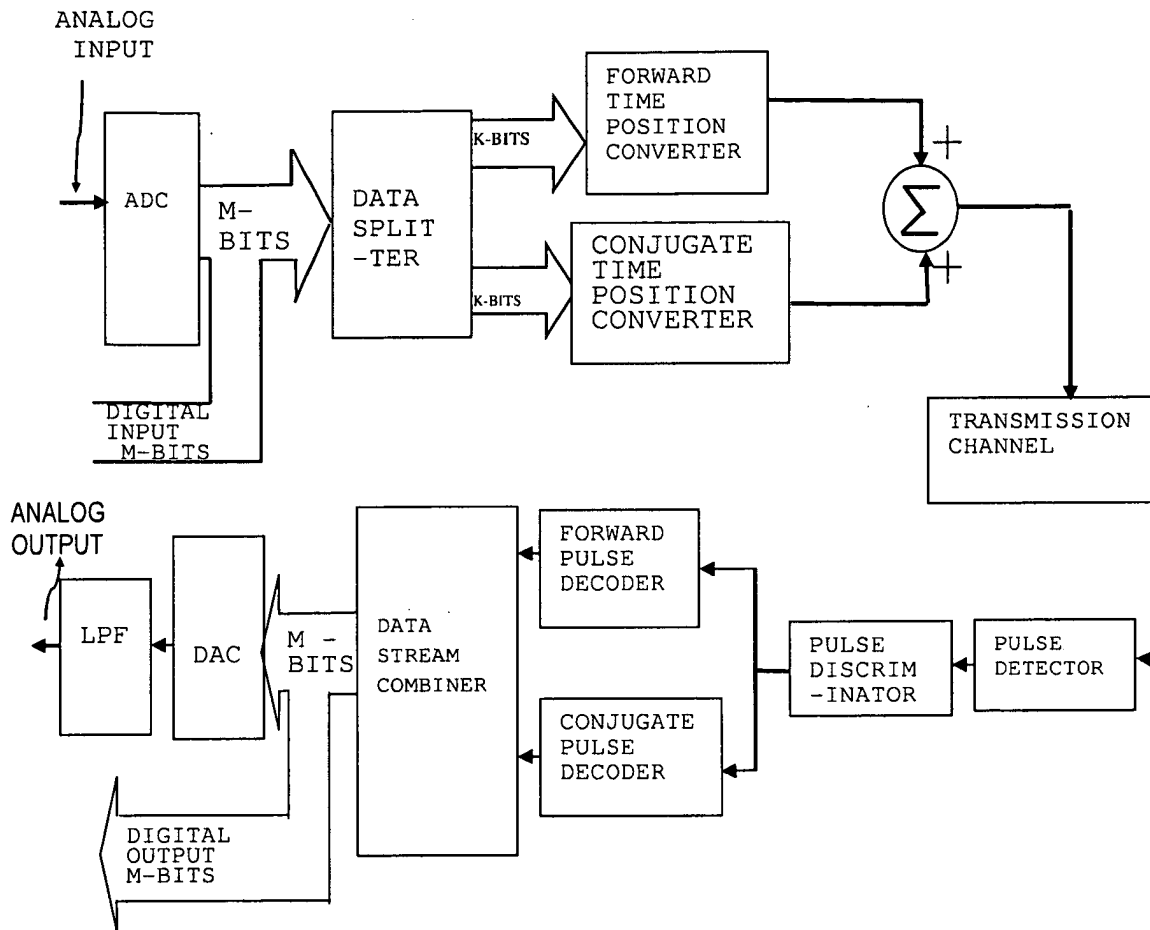 ANALOG
INPUT
ADC
M-
BITS
DIGITAL
INPUT
M-BITS
DATA
SPLIT
-TER
K-BITS
K-BITS
FORWARD
TIME
POSITION
CONVERTER
CONJUGATE
TIME
POSITION
CONVERTER
+
Σ
+
TRANSMISSION
CHANNEL
ANALOG
OUTPUT
LPF
DAC
M -
BITS
DIGITAL
OUTPUT
M-BITS
DATA
STREAM
COMBINER
FORWARD
PULSE
DECODER
CONJUGATE
PULSE
DECODER
PULSE
DISCRIM
-INATOR
PULSE
DETECTOR